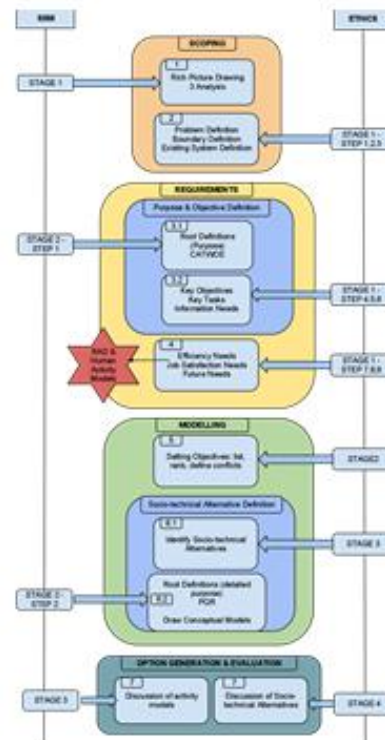 SSM
ETHICS
SCOPING
1
Rich Picture Drawing
3 Analysis
STAGE 1
2
Problem Definition
Boundary Definition
Existing System Definition
STAGE 1 -
STEP 1,2,3
REQUIREMENTS
Purpose & Objective Definition
3.1
Root Definitions
(Purpose)
CATWOE
STAGE 2 -
STEP 1
3.2
Key Objectives
Key Tasks
Information Needs
STAGE 1 -
STEP 4,5,6
4
Efficiency Needs
Job Satisfaction Needs
Future Needs
STAGE 1 -
STEP 7,8,9
RAD &
Human
Activity
Models
MODELLING
5
Setting Objectives: list,
rank, define conflicts
STAGE2
Socio-technical Alternative Definition
6.1
Identify Socio-technical
Alternatives
STAGE 3
Root Definitions (detailed
purpose)
6.2
PQR
Draw Conceptual Models
STAGE 2 -
STEP 2
OPTION GENERATION & EVALUATION
7
Discussion of activity
models
7
Discussion of Socio-
technical Alternatives
STAGE 3
STAGE 4